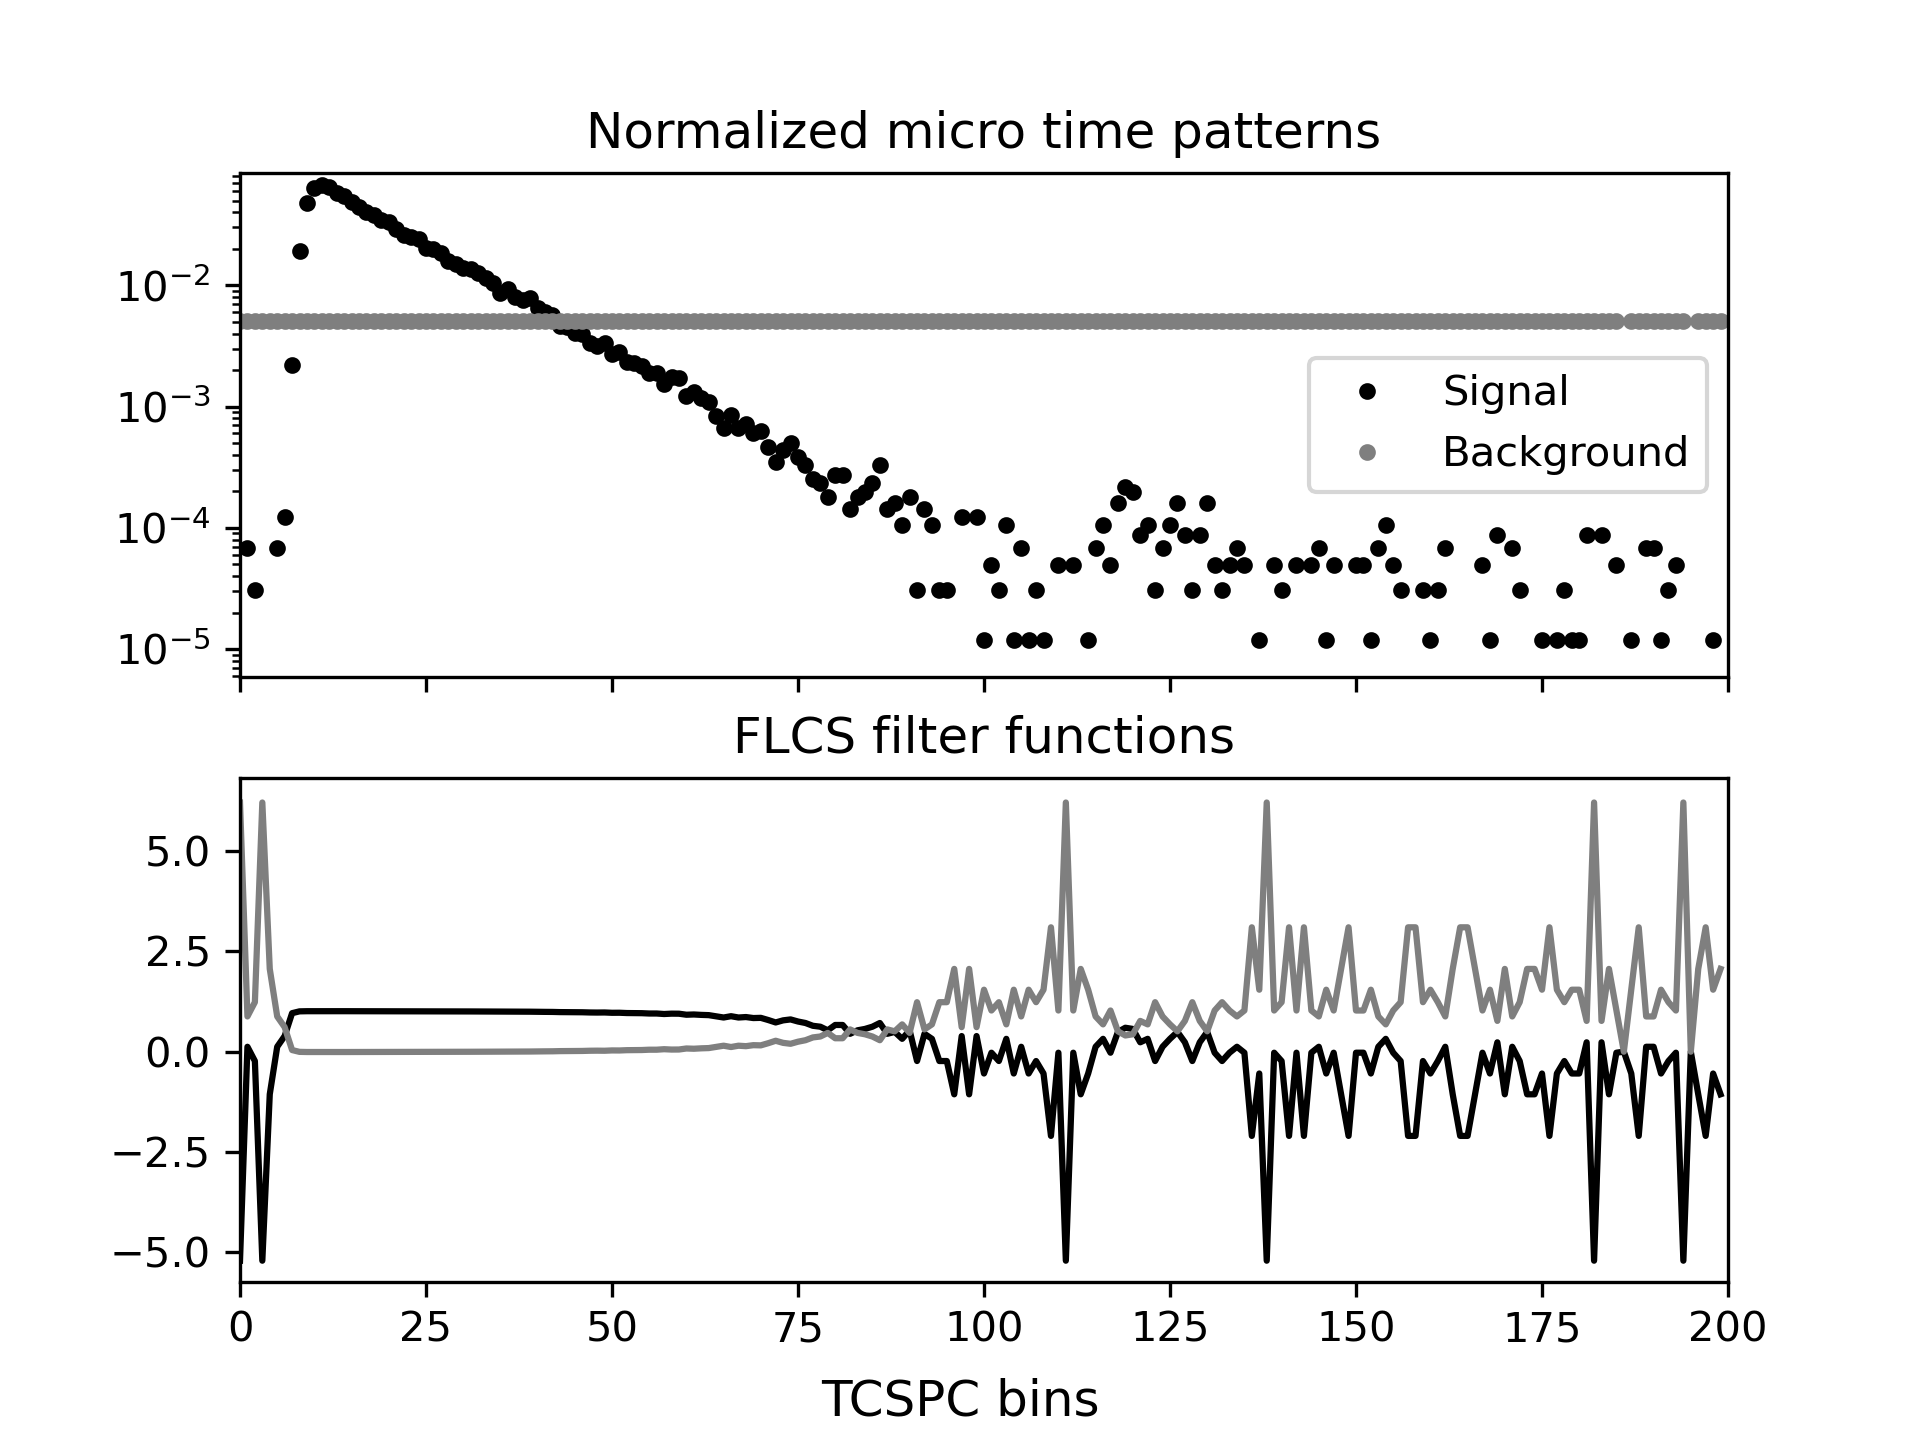 Normalized micro time patterns
10⁻²
10⁻³
10⁻⁴
10⁻⁵
Signal
Background
FLCS filter functions
5.0
2.5
0.0
−2.5
−5.0
0 25 50 75 100 125 150 175 200
TCSPC bins